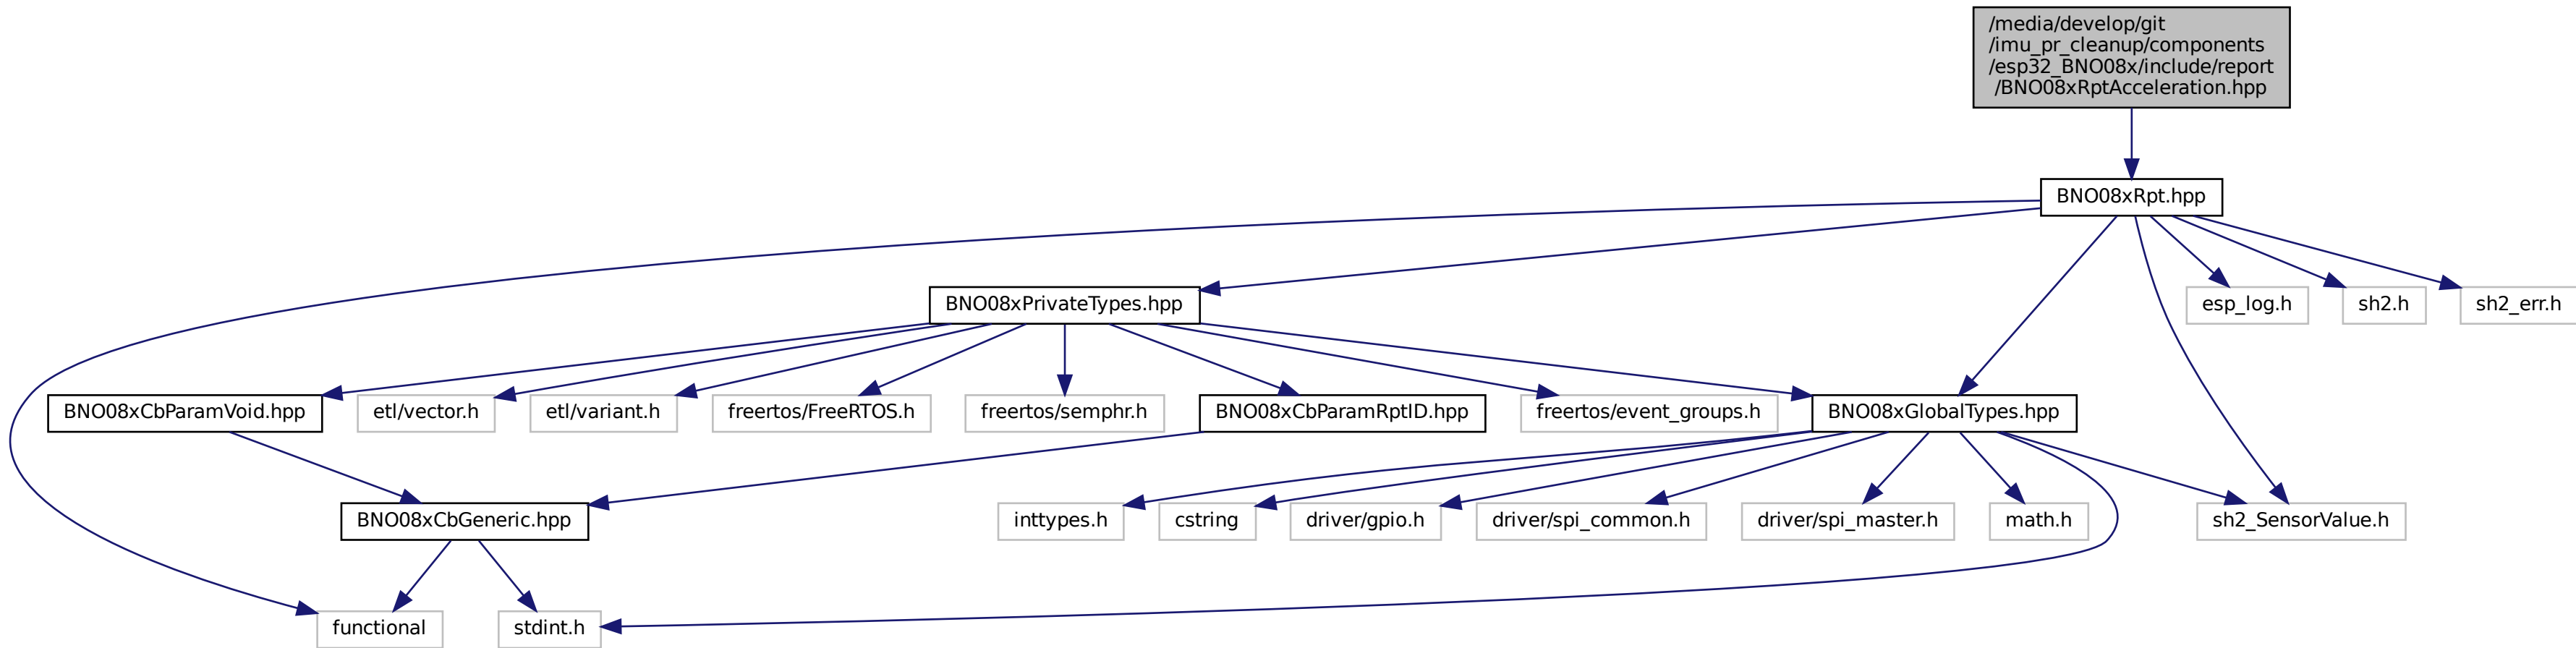 /media/develop/git
/imu_pr_cleanup/components
/esp32_BNO08x/include/report
/BNO08xRptAcceleration.hpp
BNO08xRpt.hpp
BNO08xPrivateTypes.hpp
esp_log.h
sh2.h
sh2_err.h
BNO08xCbParamVoid.hpp
etl/vector.h
etl/variant.h
freertos/FreeRTOS.h
freertos/semphr.h
BNO08xCbParamRptID.hpp
freertos/event_groups.h
BNO08xGlobalTypes.hpp
BNO08xCbGeneric.hpp
inttypes.h
cstring
driver/gpio.h
driver/spi_common.h
driver/spi_master.h
math.h
sh2_SensorValue.h
functional
stdint.h